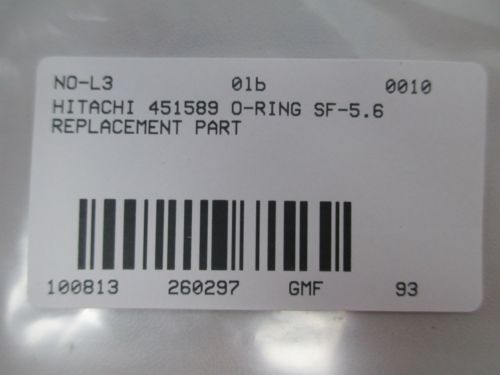 NO-L3 0lb 0010
HITACHI 451589 O-RING SF-5.6
REPLACEMENT PART
100813 260297 GMF 93